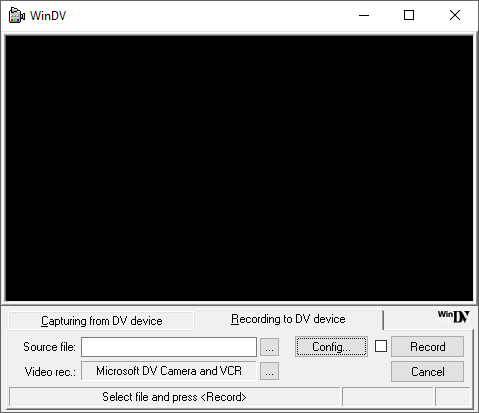 WinDV
Capturing from DV device
Recording to DV device
WinDV
Source file:
...
Config...
Record
Video rec.:
Microsoft DV Camera and VCR
...
Cancel
Select file and press <Record>